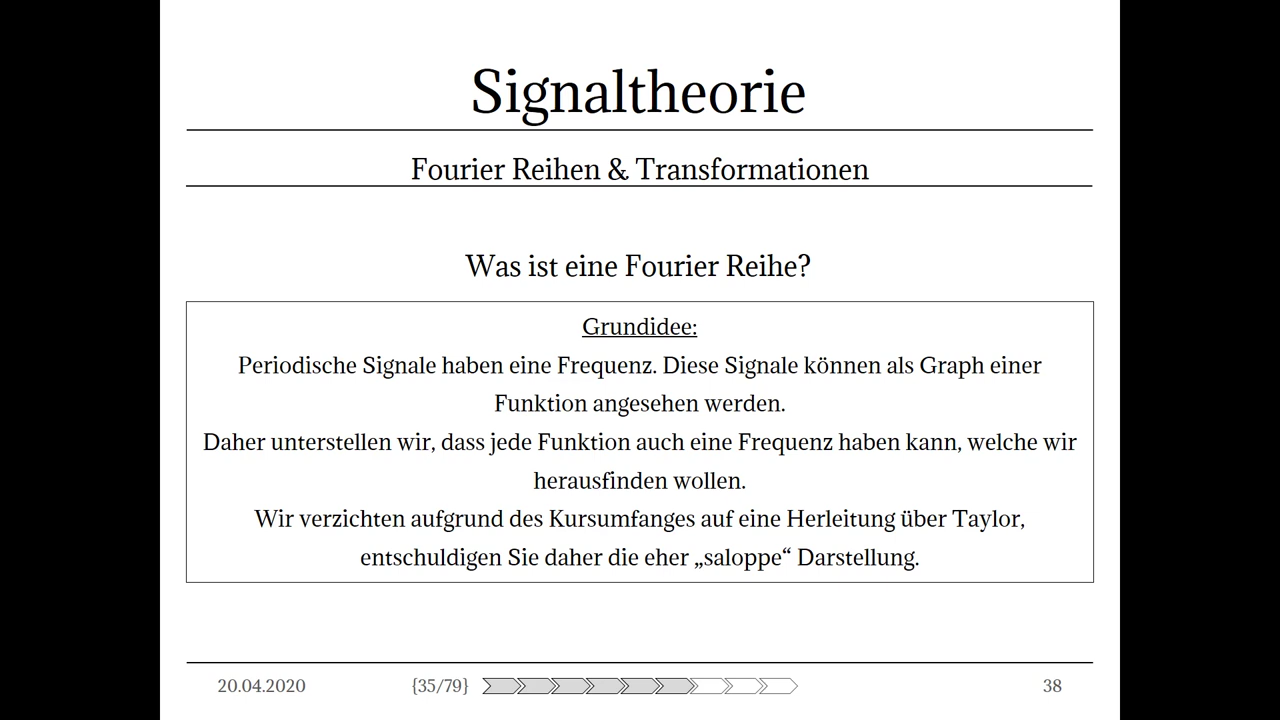 Signaltheorie
Fourier Reihen & Transformationen
Was ist eine Fourier Reihe?
Grundidee:
Periodische Signale haben eine Frequenz. Diese Signale können als Graph einer
Funktion angesehen werden.
Daher unterstellen wir, dass jede Funktion auch eine Frequenz haben kann, welche wir
herausfinden wollen.
Wir verzichten aufgrund des Kursumfanges auf eine Herleitung über Taylor,
entschuldigen Sie daher die eher „saloppe“ Darstellung.
20.04.2020 {35/79} 38